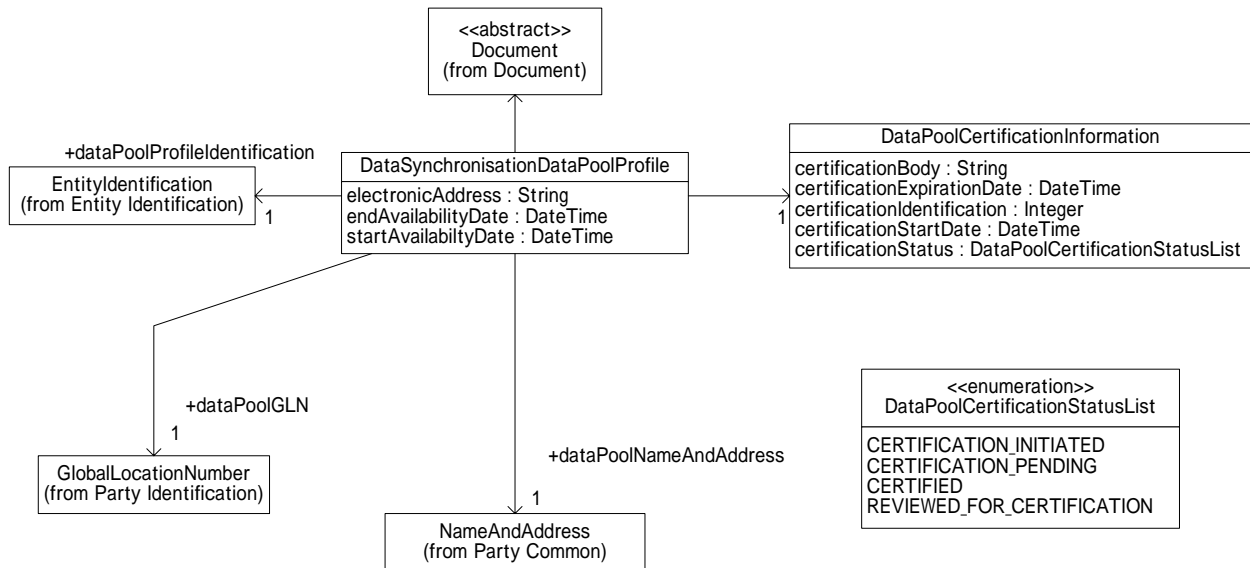 <<abstract>>
Document
(from Document)
+dataPoolProfileIdentification
EntityIdentification
(from Entity Identification)
1
DataSynchronisationDataPoolProfile
electronicAddress : String
endAvailabilityDate : DateTime
startAvailabiltyDate : DateTime
1
DataPoolCertificationInformation
certificationBody : String
certificationExpirationDate : DateTime
certificationIdentification : Integer
certificationStartDate : DateTime
certificationStatus : DataPoolCertificationStatusList
+dataPoolGLN
1
GlobalLocationNumber
(from Party Identification)
+dataPoolNameAndAddress
1
NameAndAddress
(from Party Common)
<<enumeration>>
DataPoolCertificationStatusList
CERTIFICATION_INITIATED
CERTIFICATION_PENDING
CERTIFIED
REVIEWED_FOR_CERTIFICATION